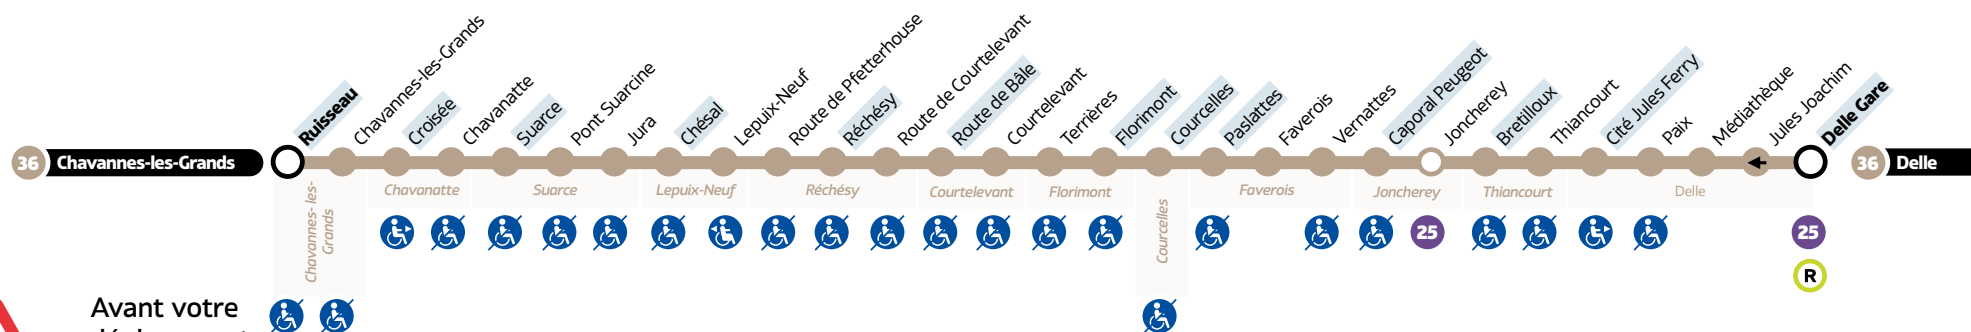 36 Chavannes-les-Grands
Ruisseau
Chavannes-les-Grands
Croisée
Chavanatte
Suarce
Pont Suarcine
Jura
Chésal
Lepuix-Neuf
Route de Pfetterhouse
Réchésy
Route de Courtelevant
Route de Bâle
Courtelevant
Terrières
Florimont
Courcelles
Paslattes
Faverois
Vernattes
Caporal Peugeot
Joncherey
Bretilloux
Thiancourt
Cité Jules Ferry
Paix
Médiathèque
Jules Joachim
Delle Gare
36 Delle
Chavannes-les-
Grands
Chavanatte
Suarce
Lepuix-Neuf
Réchésy
Courtelevant
Florimont
Courcelles
Faverois
Joncherey
Thiancourt
Delle
25
25
R
Avant votre